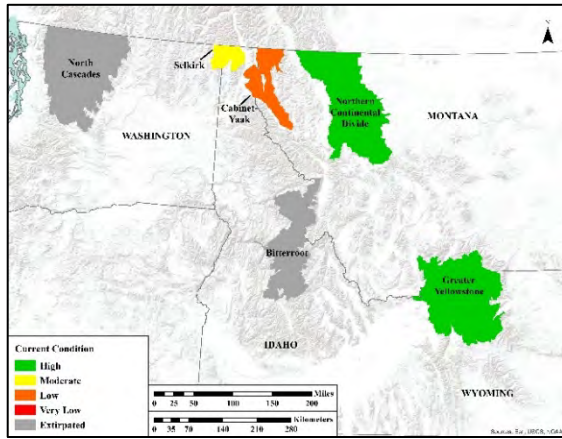 N
North
Cascades
Selkirk
Cabinet-
Yaak
Northern
Continental
Divide
MONTANA
WASHINGTON
Bitterroot
Greater
Yellowstone
IDAHO
WYOMING
Current Condition
High
Moderate
Low
Very Low
Extirpated
Miles
0 25 50 100 150 200
Kilometers
0 35 70 140 210 280